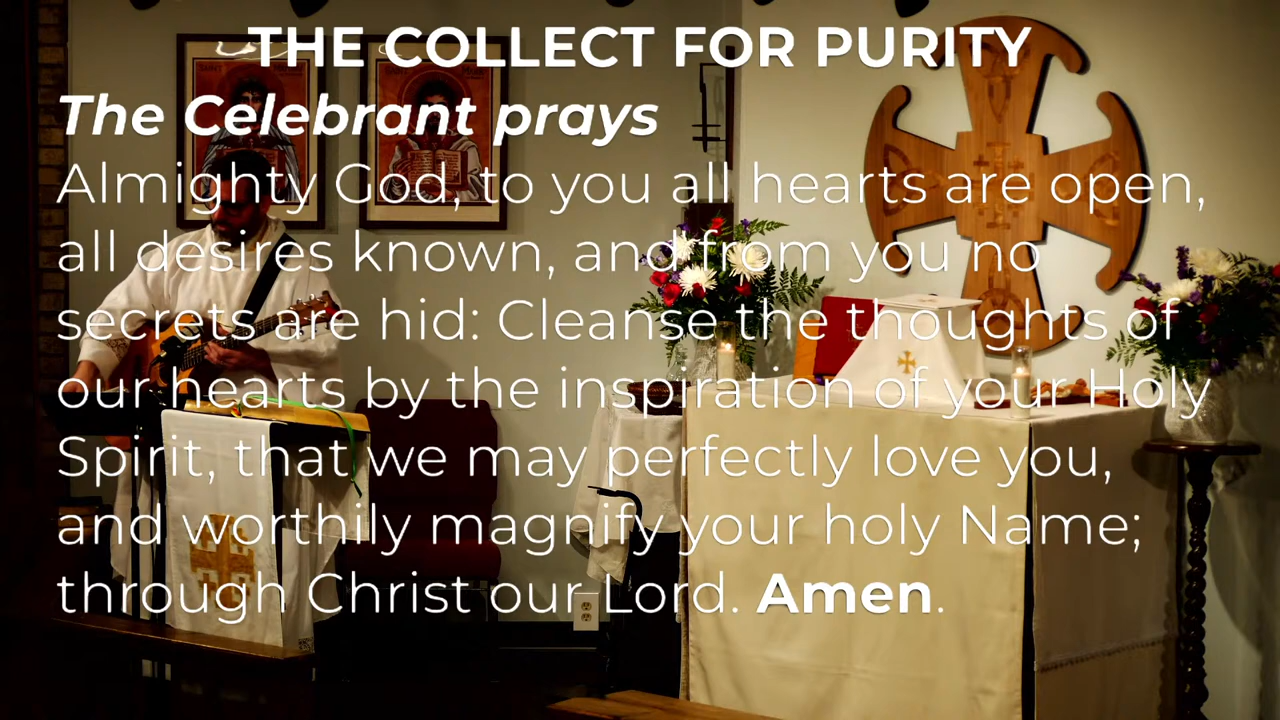 THE COLLECT FOR PURITY
The Celebrant prays
Almighty God, to you all hearts are open,
all desires known, and from you no
secrets are hid: Cleanse the thoughts of
our hearts by the inspiration of your Holy
Spirit, that we may perfectly love you,
and worthily magnify your holy Name;
through Christ our Lord. Amen.